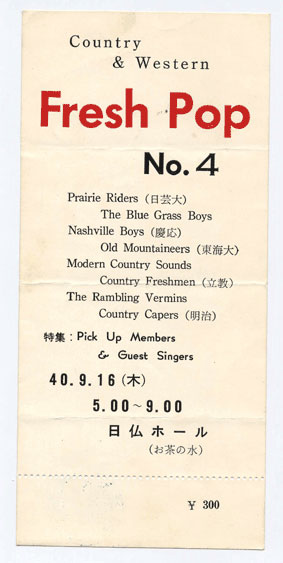 Country
& Western
Fresh Pop
No. 4
Prairie Riders (日芸大)
The Blue Grass Boys
Nashville Boys (慶応)
Old Mountaineers (東海大)
Modern Country Sounds
Country Freshmen (立教)
The Rambling Vermins
Country Capers (明治)
特集: Pick Up Members
& Guest Singers
40.9.16 (木)
5.00~9.00
日仏ホール
(お茶の水)
¥ 300